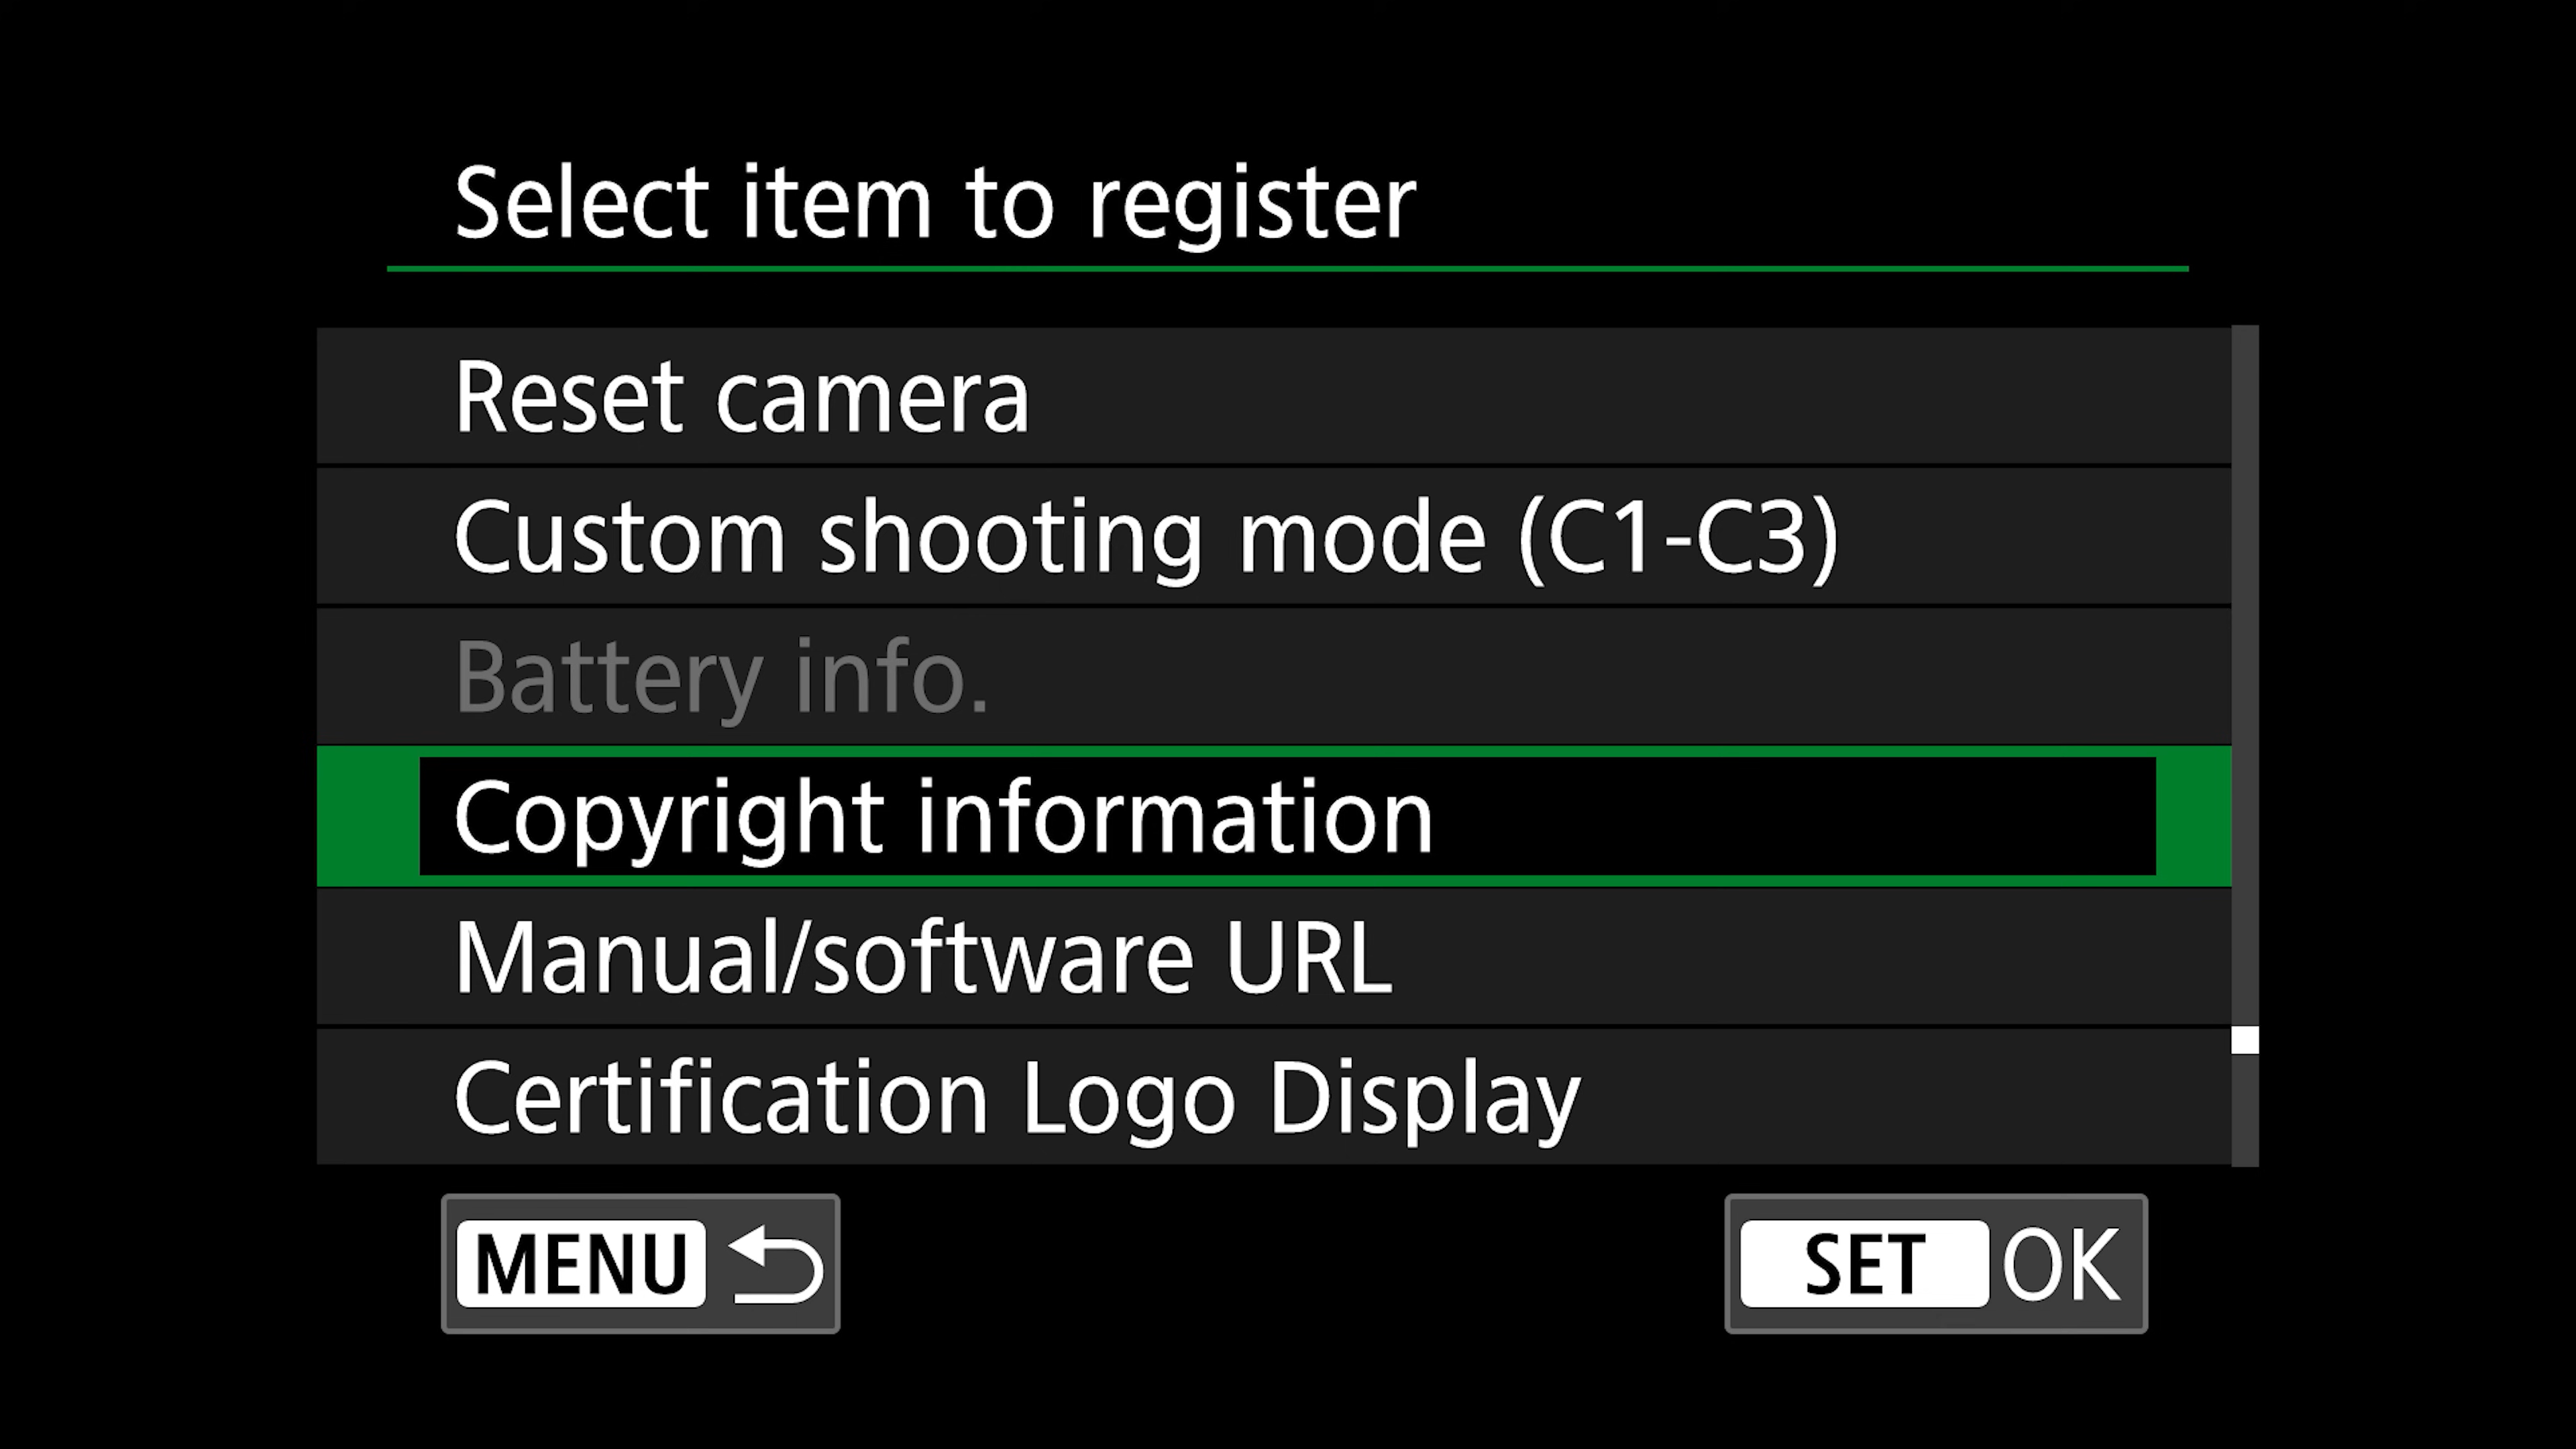 Select item to register
Reset camera
Custom shooting mode (C1-C3)
Battery info.
Copyright information
Manual/software URL
Certification Logo Display
MENU SET OK